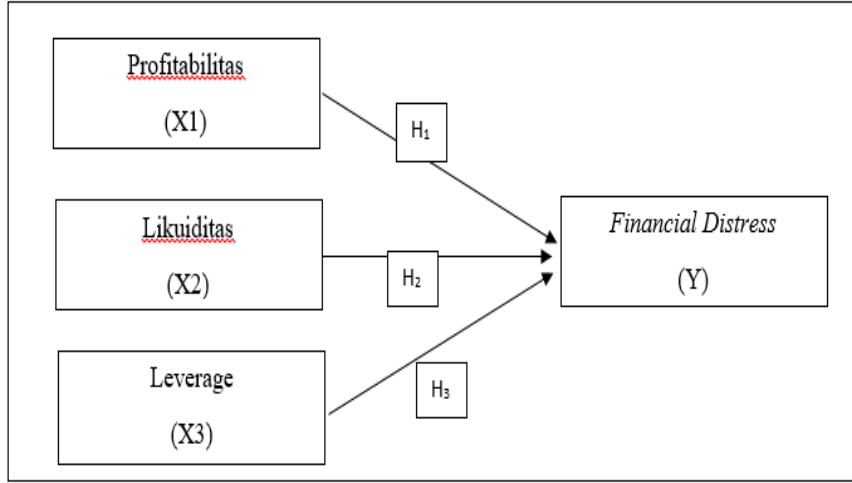 Profitabilitas
(X1)
H₁
Likuiditas
(X2)
H₂
Financial Distress
(Y)
Leverage
(X3)
H₃